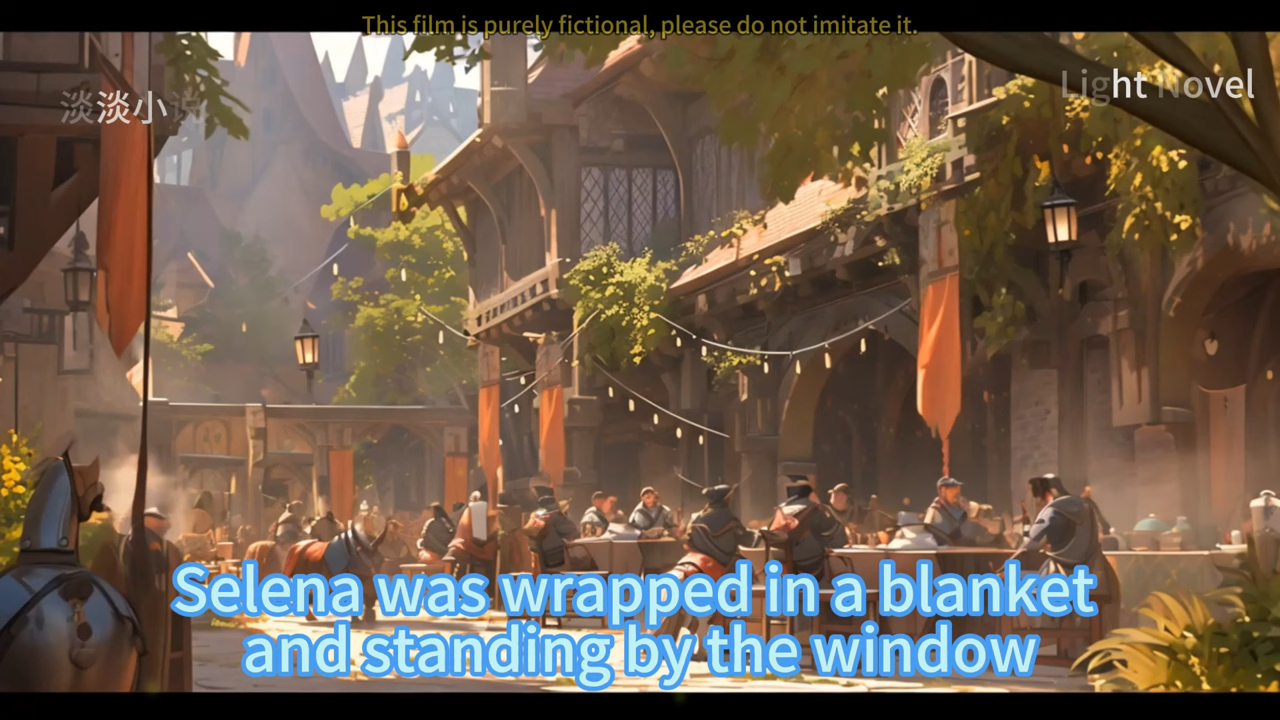 This film is purely fictional, please do not imitate it.
淡淡小说
Light Novel
Selena was wrapped in a blanket
and standing by the window